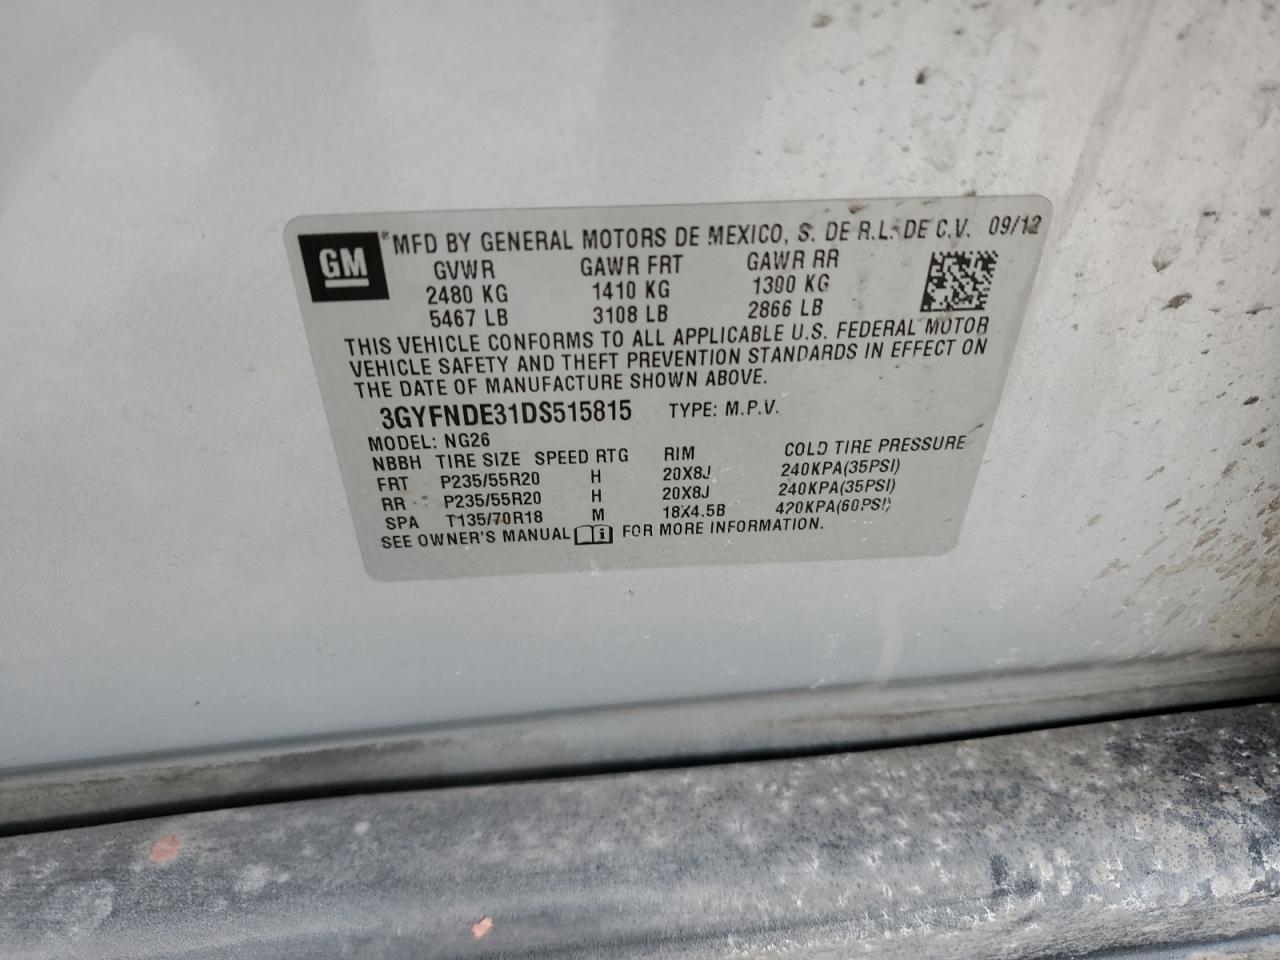 GM
*MFD BY GENERAL MOTORS DE MEXICO, S. DE R.L. DE C.V. 09/12
GVWR GAWR FRT GAWR RR
2480 KG 1410 KG 1300 KG
5467 LB 3108 LB 2866 LB
THIS VEHICLE CONFORMS TO ALL APPLICABLE U.S. FEDERAL MOTOR
VEHICLE SAFETY AND THEFT PREVENTION STANDARDS IN EFFECT ON
THE DATE OF MANUFACTURE SHOWN ABOVE.
3GYFNDE31DS515815 TYPE: M.P.V.
MODEL: NG26
NBBH TIRE SIZE SPEED RTG RIM COLD TIRE PRESSURE
FRT P235/55R20 H 20X8J 240KPA(35PSI)
RR P235/55R20 H 20X8J 240KPA(35PSI)
SPA T135/70R18 M 18X4.5B 420KPA(60PSI)
SEE OWNER'S MANUAL i FOR MORE INFORMATION.